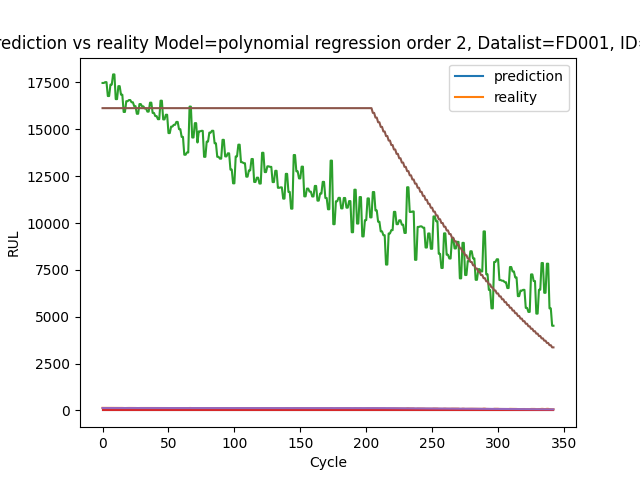 rediction vs reality Model=polynomial regression order 2, Datalist=FD001, ID=
17500
15000
12500
10000
7500
5000
2500
0
RUL
prediction
reality
0 50 100 150 200 250 300 350
Cycle